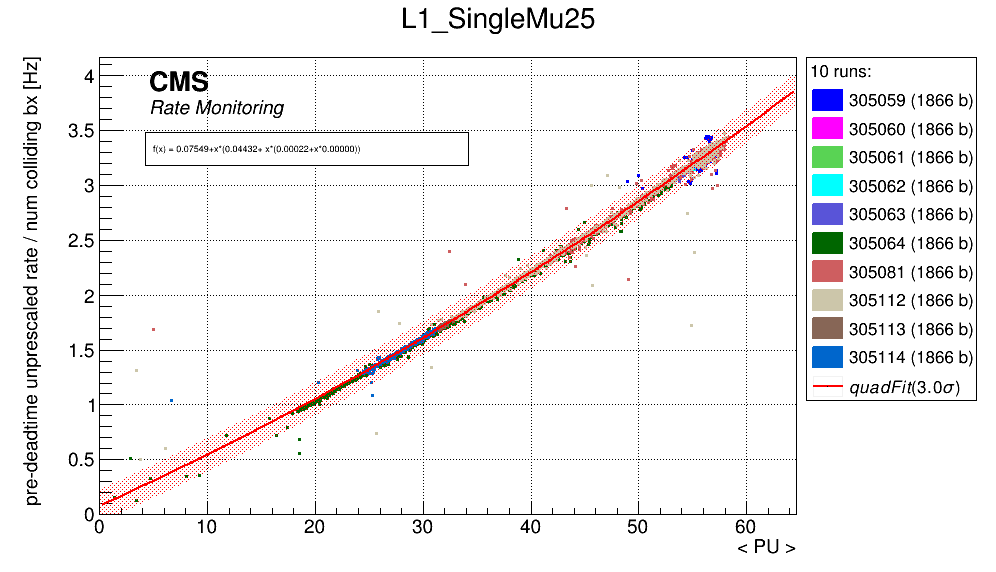 L1_SingleMu25
pre-deadtime unprescaled rate / num colliding bx [Hz]
CMS
Rate Monitoring
f(x) = 0.07549+x*(0.04432+ x*(0.00022+x*0.00000))
4
3.5
3
2.5
2
1.5
1
0.5
0
0 10 20 30 40 50 60
< PU >
10 runs:
305059 (1866 b)
305060 (1866 b)
305061 (1866 b)
305062 (1866 b)
305063 (1866 b)
305064 (1866 b)
305081 (1866 b)
305112 (1866 b)
305113 (1866 b)
305114 (1866 b)
quadFit(3.0σ)